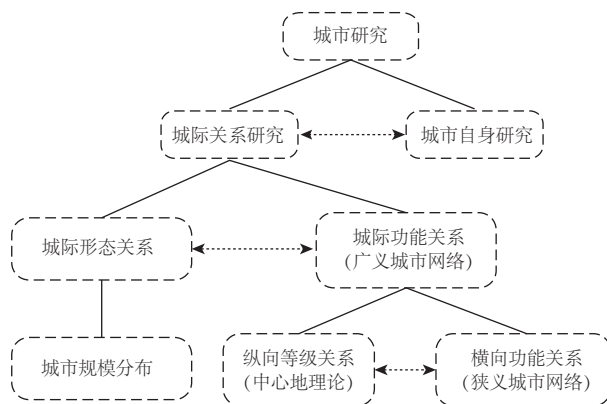 城市研究
城际关系研究
城市自身研究
城际形态关系
城际功能关系
(广义城市网络)
城市规模分布
纵向等级关系
(中心地理论)
横向功能关系
(狭义城市网络)